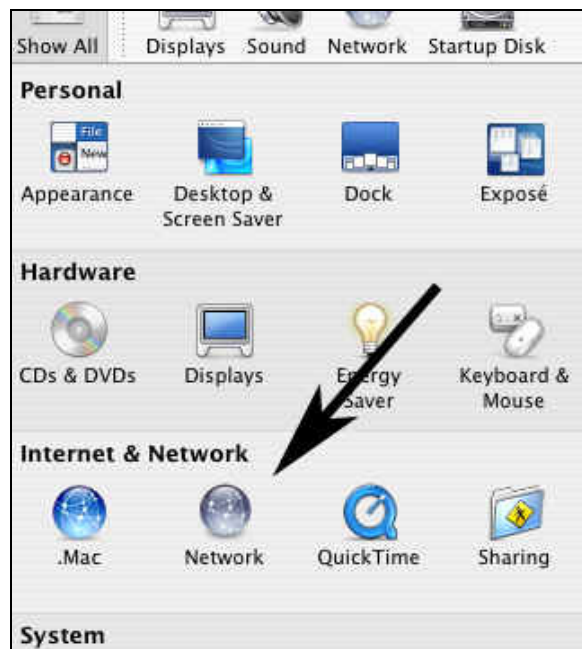 Show All Displays Sound Network Startup Disk
Personal
File
New
Appearance Desktop & Dock Exposé
Screen Saver
Hardware
CDs & DVDs Displays Energy Keyboard &
Saver Mouse
Internet & Network
.Mac Network QuickTime Sharing
System